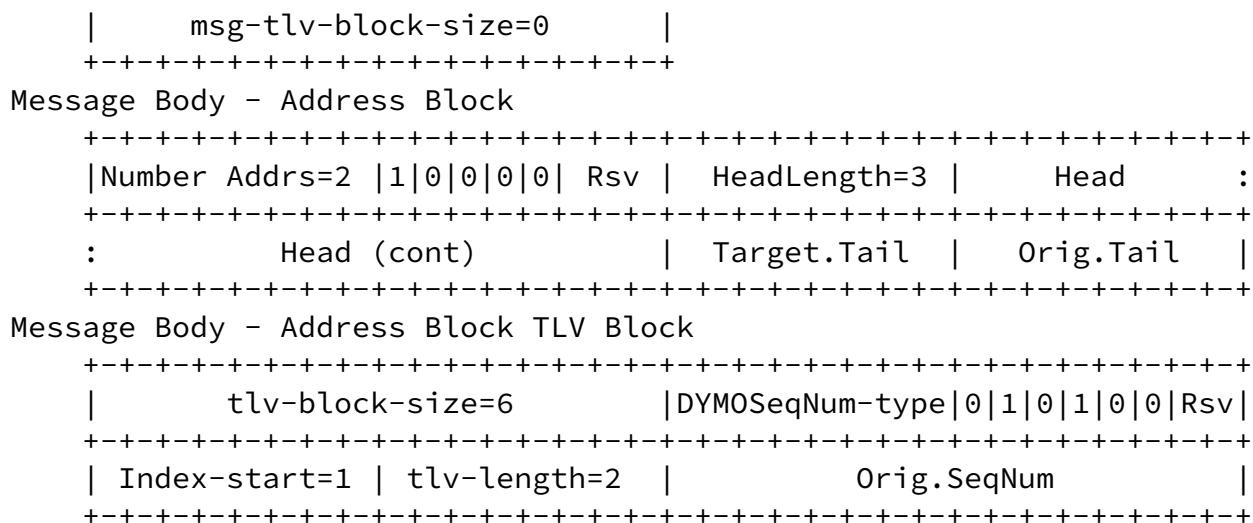 |     msg-tlv-block-size=0     |
+-+-+-+-+-+-+-+-+-+-+-+-+-+-+-+-+
Message Body - Address Block
+-+-+-+-+-+-+-+-+-+-+-+-+-+-+-+-+-+-+-+-+-+-+-+-+-+-+-+-+-+-+-+-+
|Number Addrs=2 |1|0|0|0|0| Rsv |  HeadLength=3 |     Head      :
+-+-+-+-+-+-+-+-+-+-+-+-+-+-+-+-+-+-+-+-+-+-+-+-+-+-+-+-+-+-+-+-+
:          Head (cont)          |  Target.Tail  |   Orig.Tail   |
+-+-+-+-+-+-+-+-+-+-+-+-+-+-+-+-+-+-+-+-+-+-+-+-+-+-+-+-+-+-+-+-+
Message Body - Address Block TLV Block
+-+-+-+-+-+-+-+-+-+-+-+-+-+-+-+-+-+-+-+-+-+-+-+-+-+-+-+-+-+-+-+-+
|       tlv-block-size=6        |DYMOSeqNum-type|0|1|0|1|0|0|Rsv|
+-+-+-+-+-+-+-+-+-+-+-+-+-+-+-+-+-+-+-+-+-+-+-+-+-+-+-+-+-+-+-+-+
| Index-start=1 | tlv-length=2  |          Orig.SeqNum          |
+-+-+-+-+-+-+-+-+-+-+-+-+-+-+-+-+-+-+-+-+-+-+-+-+-+-+-+-+-+-+-+-+